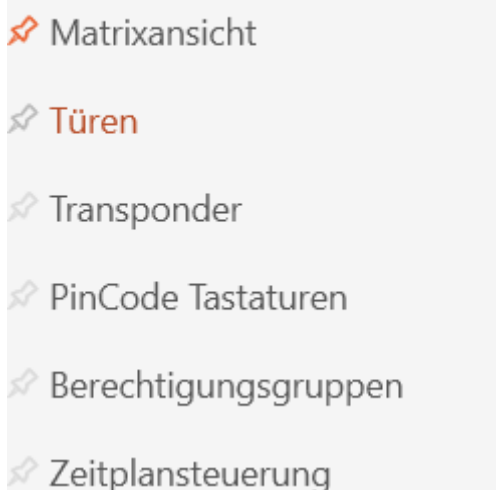 Matrixansicht
Türen
Transponder
PinCode Tastaturen
Berechtigungsgruppen
Zeitplansteuerung